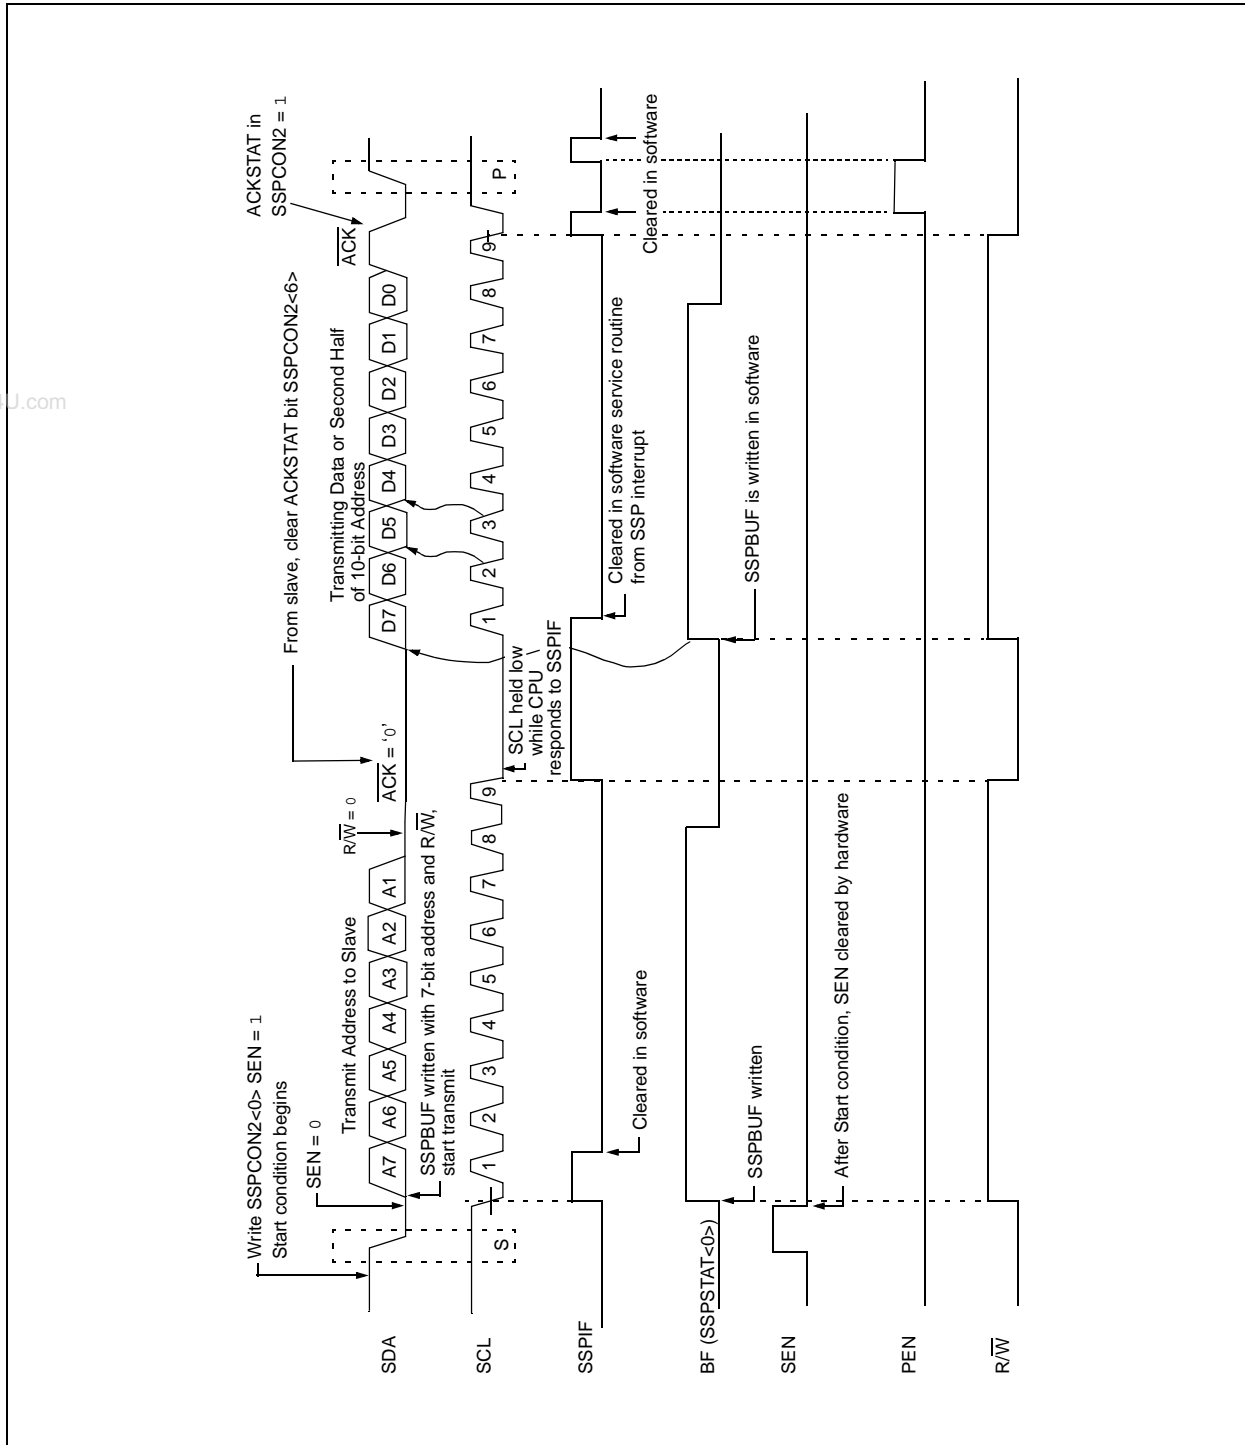 4U.com
Write SSPCON2<0> SEN = 1
Start condition begins
SEN = 0
Transmit Address to Slave
R/W = 0
From slave, clear ACKSTAT bit SSPCON2<6>
ACK = ‘0’
Transmitting Data or Second Half
of 10-bit Address
ACKSTAT in
SSPCON2 = 1
ACK
SDA
A7 A6 A5 A4 A3 A2 A1
D7 D6 D5 D4 D3 D2 D1 D0
SSPBUF written with 7-bit address and R/W,
start transmit
SCL
S
1 2 3 4 5 6 7 8 9
1 2 3 4 5 6 7 8 9
P
SCL held low
while CPU
responds to SSPIF
SSPIF
Cleared in software
Cleared in software service routine
from SSP interrupt
Cleared in software
Cleared in software
BF (SSPSTAT<0>)
SSPBUF written
SSPBUF is written in software
SEN
After Start condition, SEN cleared by hardware
PEN
R/W